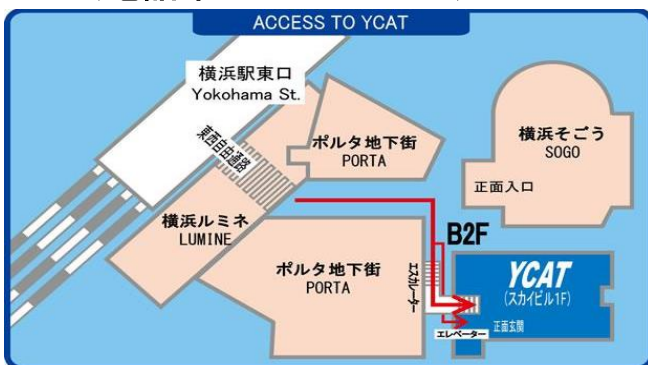 ACCESS TO YCAT
横浜駅東口
Yokohama St.
東西自由通路
ポルタ地下街
PORTA
横浜そごう
SOGO
正面入口
横浜ルミネ
LUMINE
B2F
ポルタ地下街
PORTA
エスカレーター
YCAT
(スカイビル1F)
正面玄関
エレベーター